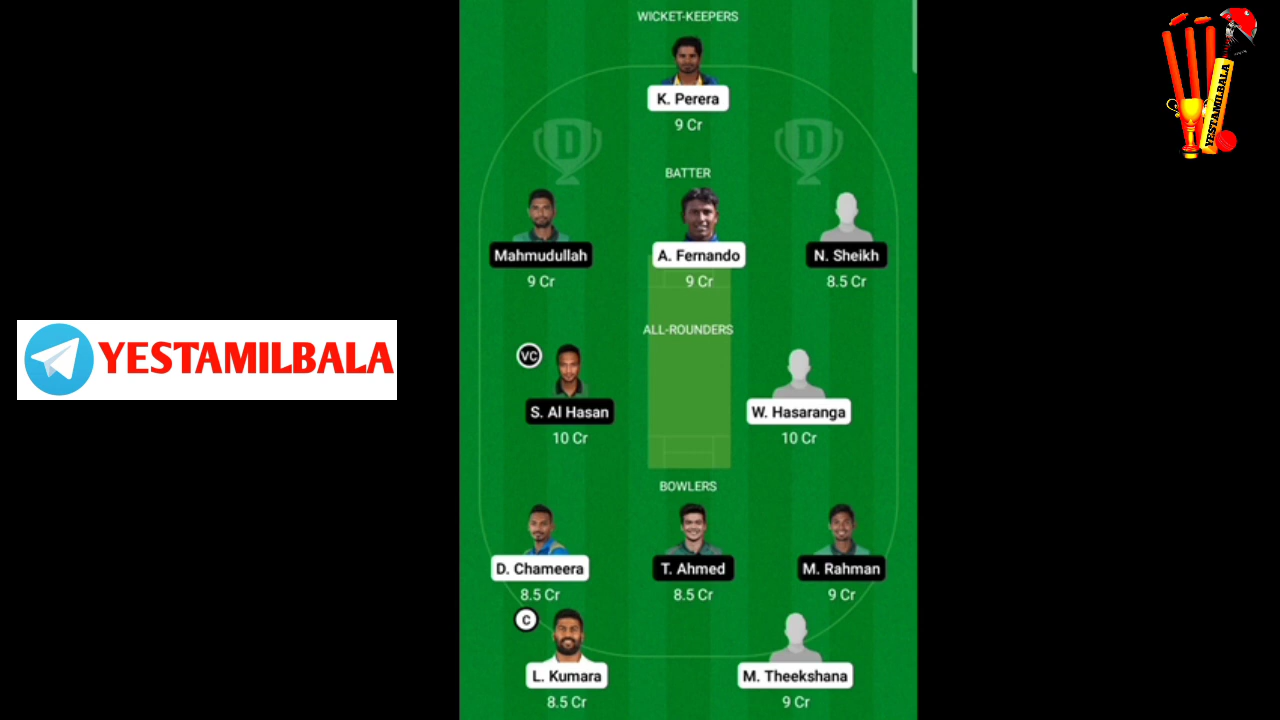 WICKET-KEEPERS
K. Perera
9 Cr
D
D
BATTER
Mahmudullah
A. Fernando
N. Sheikh
9 Cr
9 Cr
8.5 Cr
ALL-ROUNDERS
VC
S. Al Hasan
W. Hasaranga
10 Cr
10 Cr
BOWLERS
D. Chameera
T. Ahmed
M. Rahman
8.5 Cr
8.5 Cr
9 Cr
C
L. Kumara
M. Theekshana
8.5 Cr
9 Cr
YESTAMILBALA
YESTAMILBALA